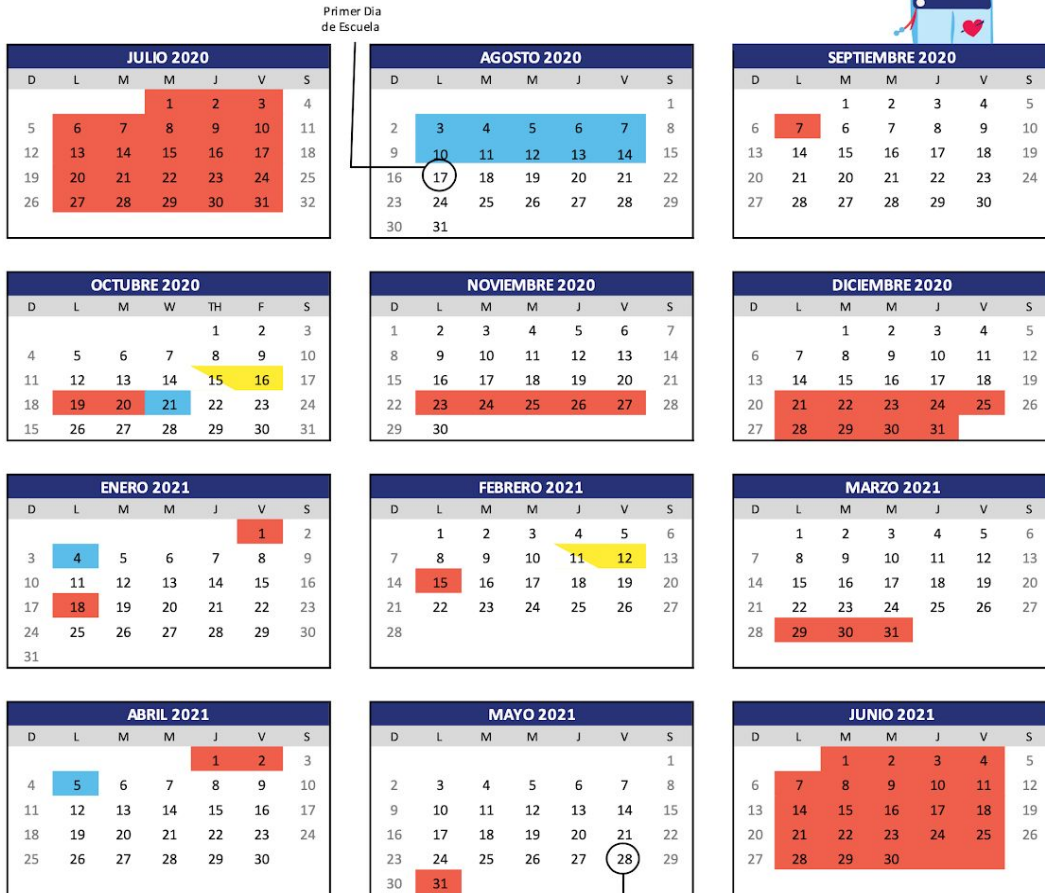 Primer Dia
de Escuela
JULIO 2020
D L M M J V S
1 2 3 4
5 6 7 8 9 10 11
12 13 14 15 16 17 18
19 20 21 22 23 24 25
26 27 28 29 30 31 32
AGOSTO 2020
D L M M J V S
1
2 3 4 5 6 7 8
9 10 11 12 13 14 15
16 17 18 19 20 21 22
23 24 25 26 27 28 29
30 31
SEPTIEMBRE 2020
D L M M J V S
1 2 3 4 5
6 7 6 7 8 9 10
13 14 15 16 17 18 19
20 21 20 21 22 23 24
27 28 27 28 29 30
OCTUBRE 2020
D L M W TH F S
1 2 3
4 5 6 7 8 9 10
11 12 13 14 15 16 17
18 19 20 21 22 23 24
15 26 27 28 29 30 31
NOVIEMBRE 2020
D L M M J V S
1 2 3 4 5 6 7
8 9 10 11 12 13 14
15 16 17 18 19 20 21
22 23 24 25 26 27 28
29 30
DICIEMBRE 2020
D L M M J V S
1 2 3 4 5
6 7 8 9 10 11 12
13 14 15 16 17 18 19
20 21 22 23 24 25 26
27 28 29 30 31
ENERO 2021
D L M M J V S
1 2
3 4 5 6 7 8 9
10 11 12 13 14 15 16
17 18 19 20 21 22 23
24 25 26 27 28 29 30
31
FEBRERO 2021
D L M M J V S
1 2 3 4 5 6
7 8 9 10 11 12 13
14 15 16 17 18 19 20
21 22 23 24 25 26 27
28
MARZO 2021
D L M M J V S
1 2 3 4 5 6
7 8 9 10 11 12 13
14 15 16 17 18 19 20
21 22 23 24 25 26 27
28 29 30 31
ABRIL 2021
D L M M J V S
1 2 3
4 5 6 7 8 9 10
11 12 13 14 15 16 17
18 19 20 21 22 23 24
25 26 27 28 29 30
MAYO 2021
D L M M J V S
1
2 3 4 5 6 7 8
9 10 11 12 13 14 15
16 17 18 19 20 21 22
23 24 25 26 27 28 29
30 31
JUNIO 2021
D L M M J V S
1 2 3 4 5
6 7 8 9 10 11 12
13 14 15 16 17 18 19
20 21 22 23 24 25 26
27 28 29 30